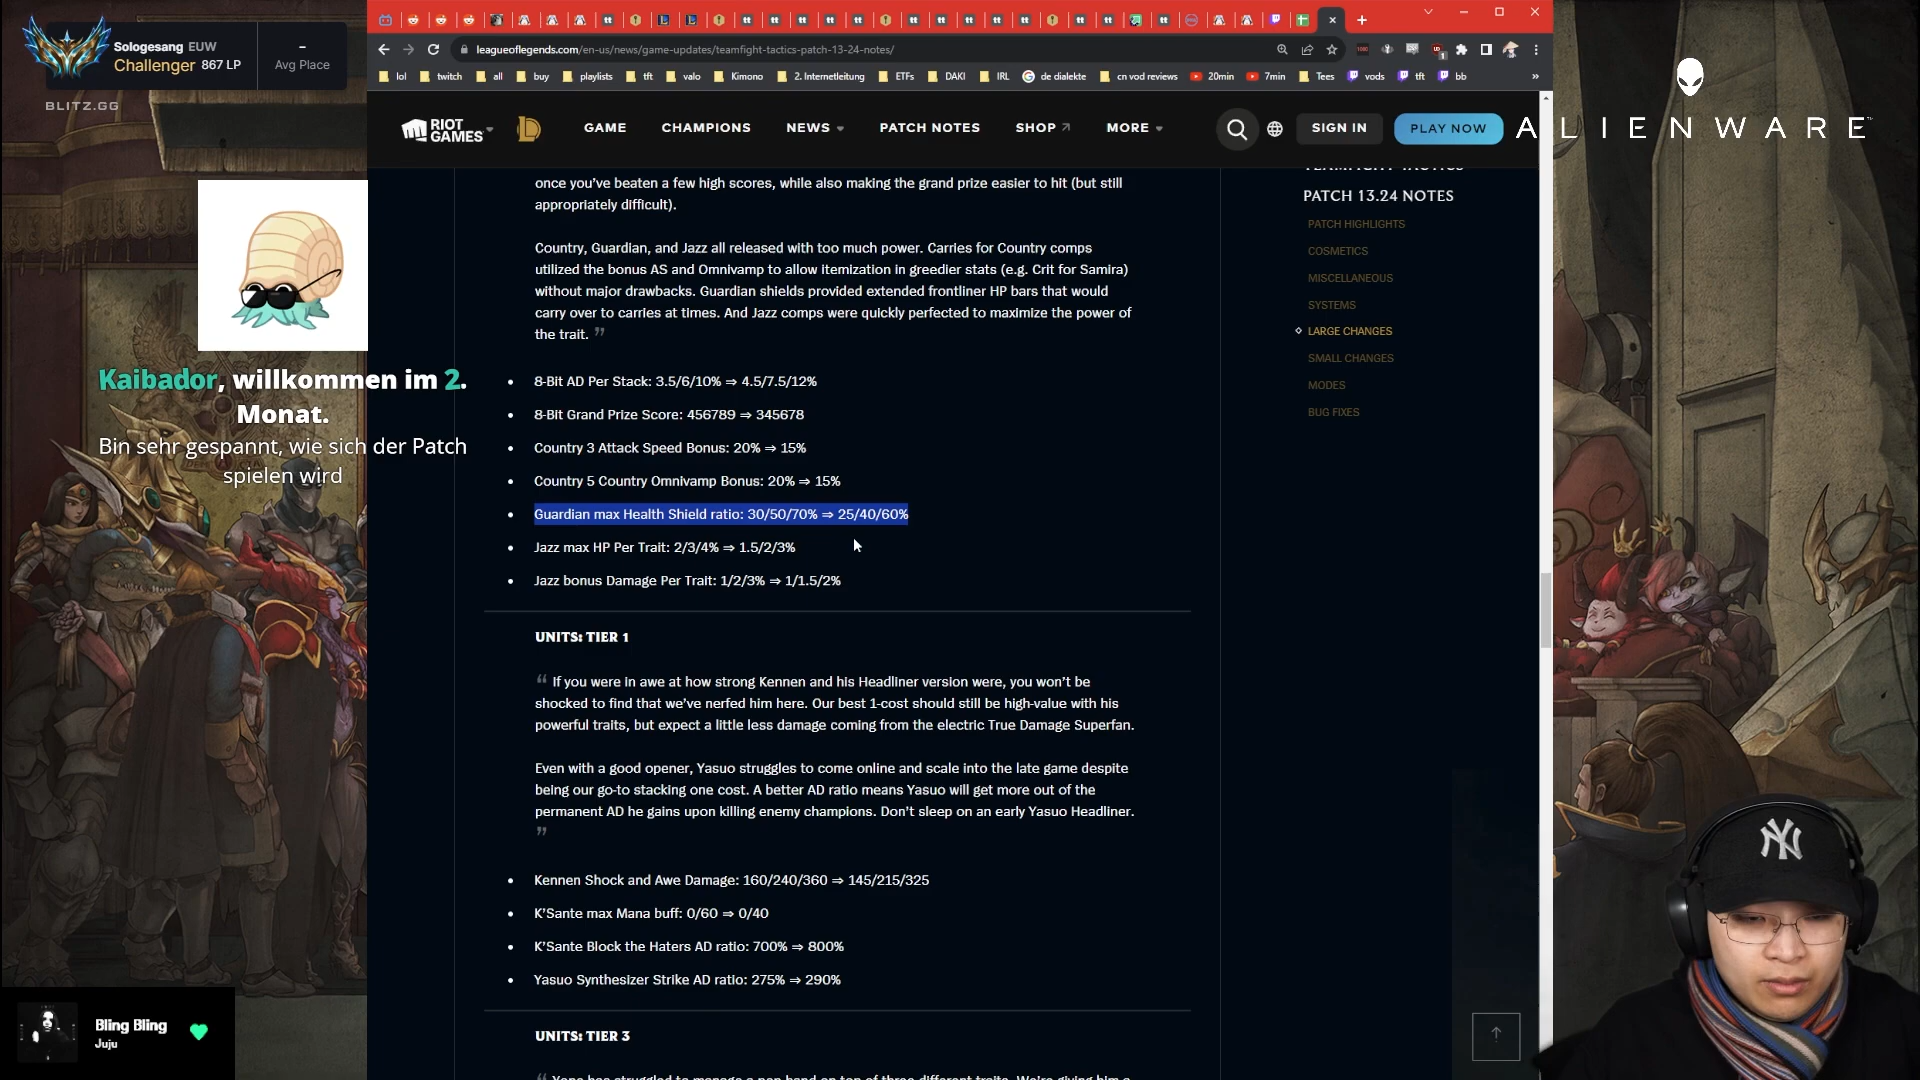 Sologesang EUW
Challenger 867 LP
–
Avg Place
BLITZ.GG
leagueoflegends.com/en-us/news/game-updates/teamfight-tactics-patch-13-24-notes/
lol twitch all buy playlists tft valo Kimono 2. Internetleitung ETFs DAKI IRL de dialekte cn vod reviews 20min 7min Tees vods tft bb »
RIOT GAMES
GAME CHAMPIONS NEWS PATCH NOTES SHOP MORE SIGN IN PLAY NOW
ALIENWARE
once you've beaten a few high scores, while also making the grand prize easier to hit (but still
appropriately difficult).
Country, Guardian, and Jazz all released with too much power. Carries for Country comps
utilized the bonus AS and Omnivamp to allow itemization in greedier stats (e.g. Crit for Samira)
without major drawbacks. Guardian shields provided extended frontliner HP bars that would
carry over to carries at times. And Jazz comps were quickly perfected to maximize the power of
the trait. ”
• 8-Bit AD Per Stack: 3.5/6/10% ⇒ 4.5/7.5/12%
• 8-Bit Grand Prize Score: 456789 ⇒ 345678
• Country 3 Attack Speed Bonus: 20% ⇒ 15%
• Country 5 Country Omnivamp Bonus: 20% ⇒ 15%
• Guardian max Health Shield ratio: 30/50/70% ⇒ 25/40/60%
• Jazz max HP Per Trait: 2/3/4% ⇒ 1.5/2/3%
• Jazz bonus Damage Per Trait: 1/2/3% ⇒ 1/1.5/2%
UNITS: TIER 1
“ If you were in awe at how strong Kennen and his Headliner version were, you won't be
shocked to find that we've nerfed him here. Our best 1-cost should still be high-value with his
powerful traits, but expect a little less damage coming from the electric True Damage Superfan.
Even with a good opener, Yasuo struggles to come online and scale into the late game despite
being our go-to stacking one cost. A better AD ratio means Yasuo will get more out of the
permanent AD he gains upon killing enemy champions. Don't sleep on an early Yasuo Headliner.
”
• Kennen Shock and Awe Damage: 160/240/360 ⇒ 145/215/325
• K'Sante max Mana buff: 0/60 ⇒ 0/40
• K'Sante Block the Haters AD ratio: 700% ⇒ 800%
• Yasuo Synthesizer Strike AD ratio: 275% ⇒ 290%
UNITS: TIER 3
TEAMFIGHT TACTICS
PATCH 13.24 NOTES
PATCH HIGHLIGHTS
COSMETICS
MISCELLANEOUS
SYSTEMS
LARGE CHANGES
SMALL CHANGES
MODES
BUG FIXES
Kaibador, willkommen im 2.
Monat.
Bin sehr gespannt, wie sich der Patch
spielen wird
Bling Bling
Juju
NY